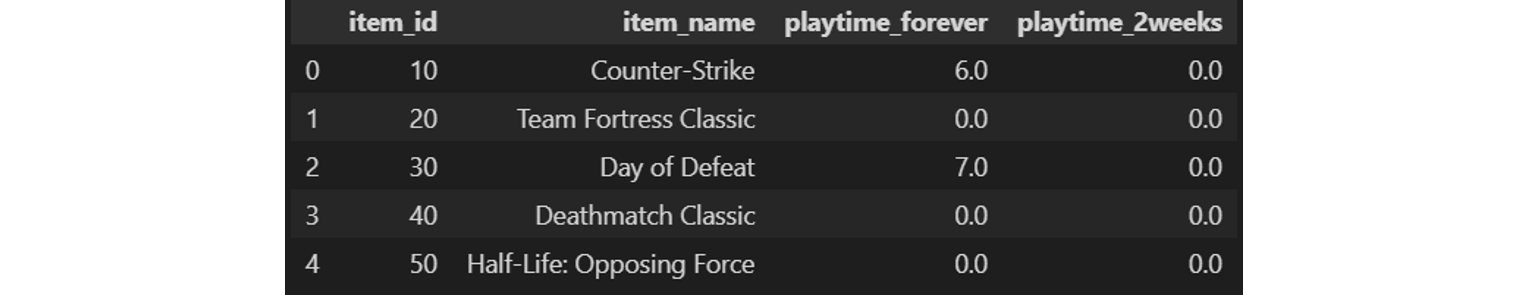 item_id item_name playtime_forever playtime_2weeks
0 10 Counter-Strike 6.0 0.0
1 20 Team Fortress Classic 0.0 0.0
2 30 Day of Defeat 7.0 0.0
3 40 Deathmatch Classic 0.0 0.0
4 50 Half-Life: Opposing Force 0.0 0.0